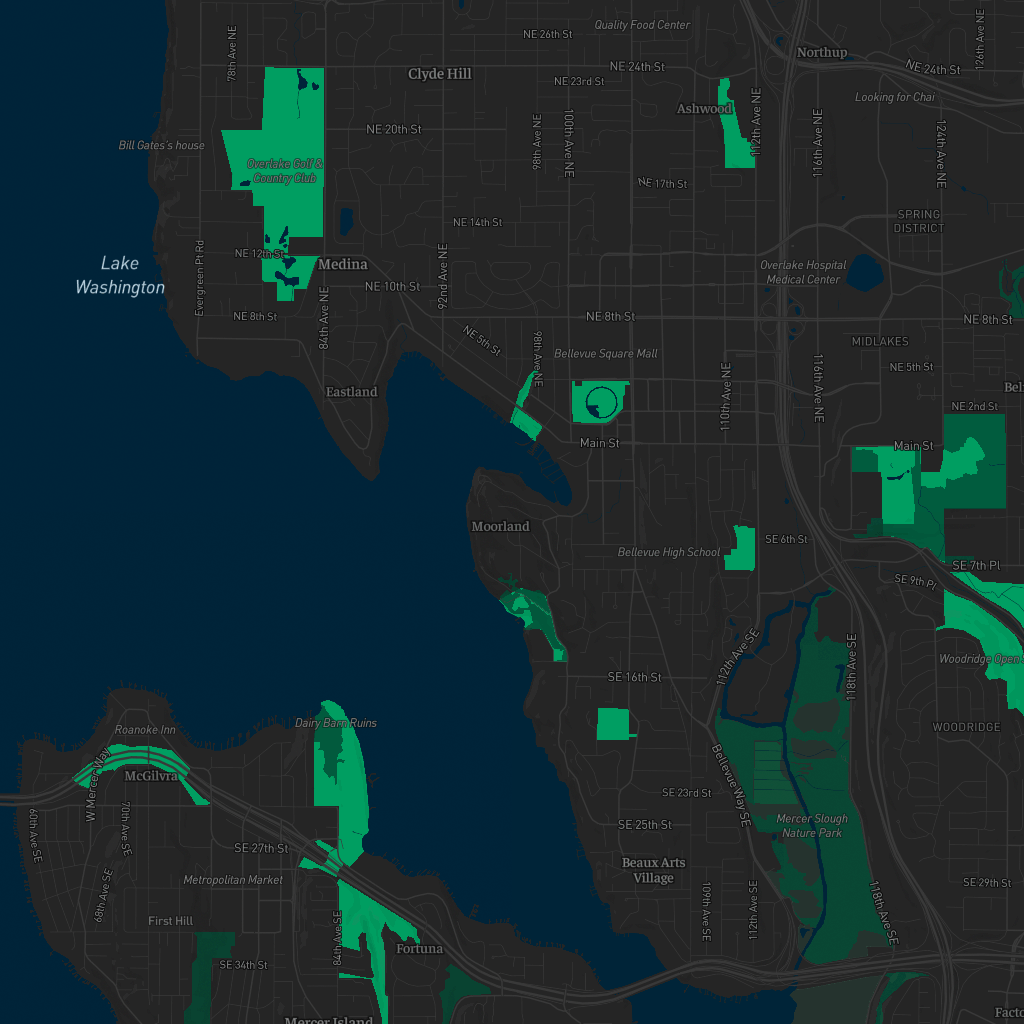 Quality Food Center
78th Ave NE
NE 26th St
126th Ave NE
Northup
Clyde Hill
NE 24th St
NE 24th St
NE 23rd St
Looking for Chai
Ashwood
NE 20th St
98th Ave NE
100th Ave NE
112th Ave NE
116th Ave NE
124th Ave NE
Bill Gates's house
Overlake Golf &
Country Club
NE 17th St
NE 14th St
SPRING
DISTRICT
Lake
Washington
Evergreen Pt Rd
NE 12th St
Medina
92nd Ave NE
Overlake Hospital
Medical Center
NE 10th St
84th Ave NE
NE 8th St
NE 8th St
NE 8th St
NE 5th St
98th Ave NE
MIDLAKES
Bellevue Square Mall
NE 5th St
110th Ave NE
116th Ave NE
Eastland
Bel
NE 2nd St
Main St
Main St
Moorland
SE 6th St
Bellevue High School
SE 7th Pl
SE 9th Pl
112th Ave SE
118th Ave SE
Woodridge Open S
SE 16th St
Dairy Barn Ruins
Roanoke Inn
WOODRIDGE
W Mercer Way
McGilvra
Bellevue Way SE
SE 23rd St
60th Ave SE
70th Ave SE
Mercer Slough
Nature Park
SE 25th St
SE 27th St
Beaux Arts
Village
Metropolitan Market
68th Ave SE
SE 29th St
109th Ave SE
112th Ave SE
118th Ave SE
First Hill
84th Ave SE
Fortuna
SE 34th St
Mercer Island
Facto